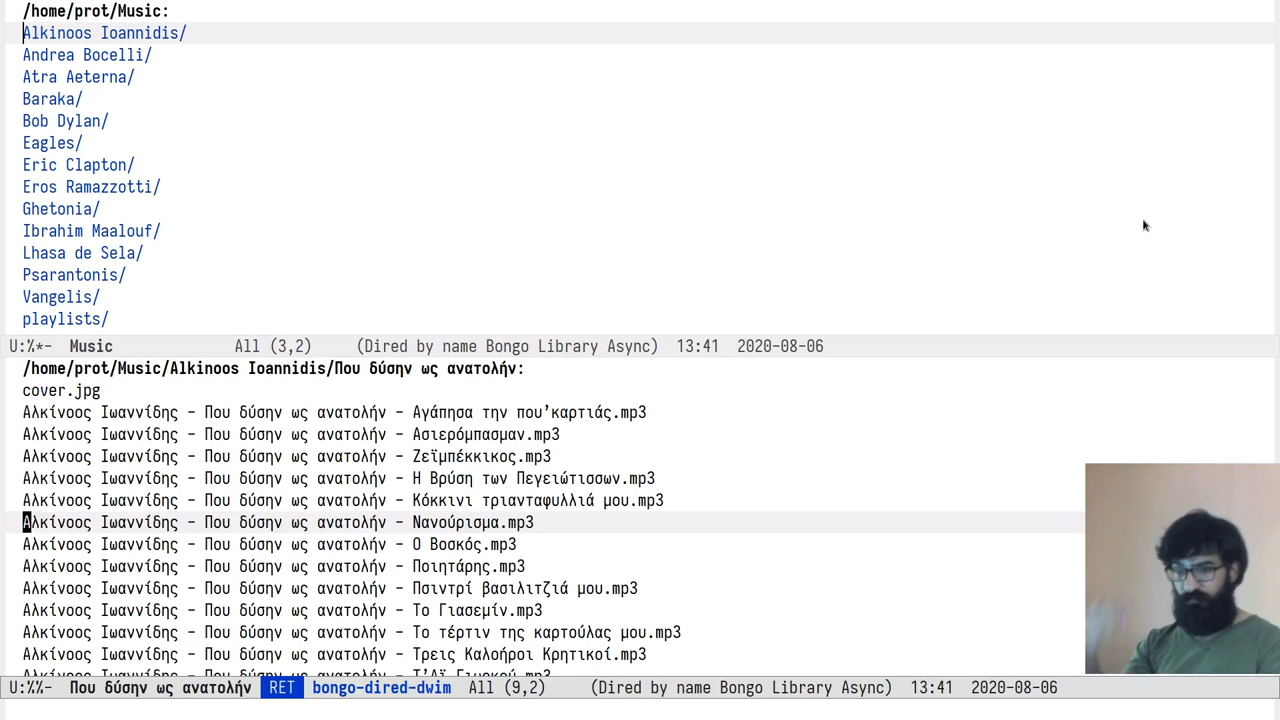 /home/prot/Music:
Alkinoos Ioannidis/
Andrea Bocelli/
Atra Aeterna/
Baraka/
Bob Dylan/
Eagles/
Eric Clapton/
Eros Ramazzotti/
Ghetonia/
Ibrahim Maalouf/
Lhasa de Sela/
Psarantonis/
Vangelis/
playlists/
U:%*- Music All (3,2) (Dired by name Bongo Library Async) 13:41 2020-08-06
/home/prot/Music/Alkinoos Ioannidis/Που δύσην ως ανατολήν:
cover.jpg
Αλκίνοος Ιωαννίδης - Που δύσην ως ανατολήν - Αγάπησα την που’καρτιάς.mp3
Αλκίνοος Ιωαννίδης - Που δύσην ως ανατολήν - Ασιερόμπασμαν.mp3
Αλκίνοος Ιωαννίδης - Που δύσην ως ανατολήν - Ζεϊμπέκκικος.mp3
Αλκίνοος Ιωαννίδης - Που δύσην ως ανατολήν - Η Βρύση των Πεγειώτισσων.mp3
Αλκίνοος Ιωαννίδης - Που δύσην ως ανατολήν - Κόκκινι τριανταφυλλιά μου.mp3
Αλκίνοος Ιωαννίδης - Που δύσην ως ανατολήν - Νανούρισμα.mp3
Αλκίνοος Ιωαννίδης - Που δύσην ως ανατολήν - Ο Βοσκός.mp3
Αλκίνοος Ιωαννίδης - Που δύσην ως ανατολήν - Ποιητάρης.mp3
Αλκίνοος Ιωαννίδης - Που δύσην ως ανατολήν - Ψιντρί βασιλιτζιά μου.mp3
Αλκίνοος Ιωαννίδης - Που δύσην ως ανατολήν - Το Γιασεμίν.mp3
Αλκίνοος Ιωαννίδης - Που δύσην ως ανατολήν - Το τέρτιν της καρτούλας μου.mp3
Αλκίνοος Ιωαννίδης - Που δύσην ως ανατολήν - Τρεις Καλοήροι Κρητικοί.mp3
Αλκίνοος Ιωαννίδης - Που δύσην ως ανατολήν
U:%%- Που δύσην ως ανατολήν RET bongo-dired-dwim All (9,2) (Dired by name Bongo Library Async) 13:41 2020-08-06